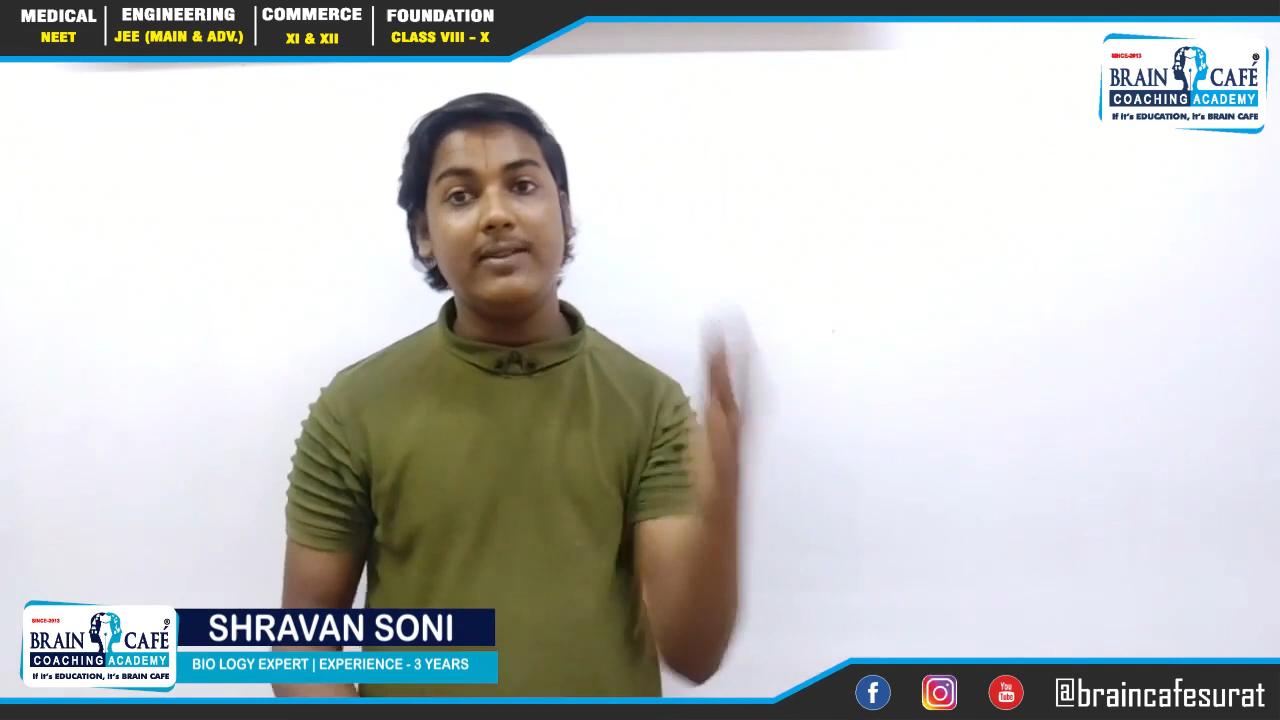 MEDICAL
NEET
ENGINEERING
JEE (MAIN & ADV.)
COMMERCE
XI & XII
FOUNDATION
CLASS VIII – X
SINCE-2013
BRAIN CAFÉ
COACHING ACADEMY
If it's EDUCATION, it's BRAIN CAFE
SINCE-2013
BRAIN CAFÉ
COACHING ACADEMY
If it's EDUCATION, it's BRAIN CAFE
SHRAVAN SONI
BIO LOGY EXPERT | EXPERIENCE - 3 YEARS
You
Tube
@braincafesurat